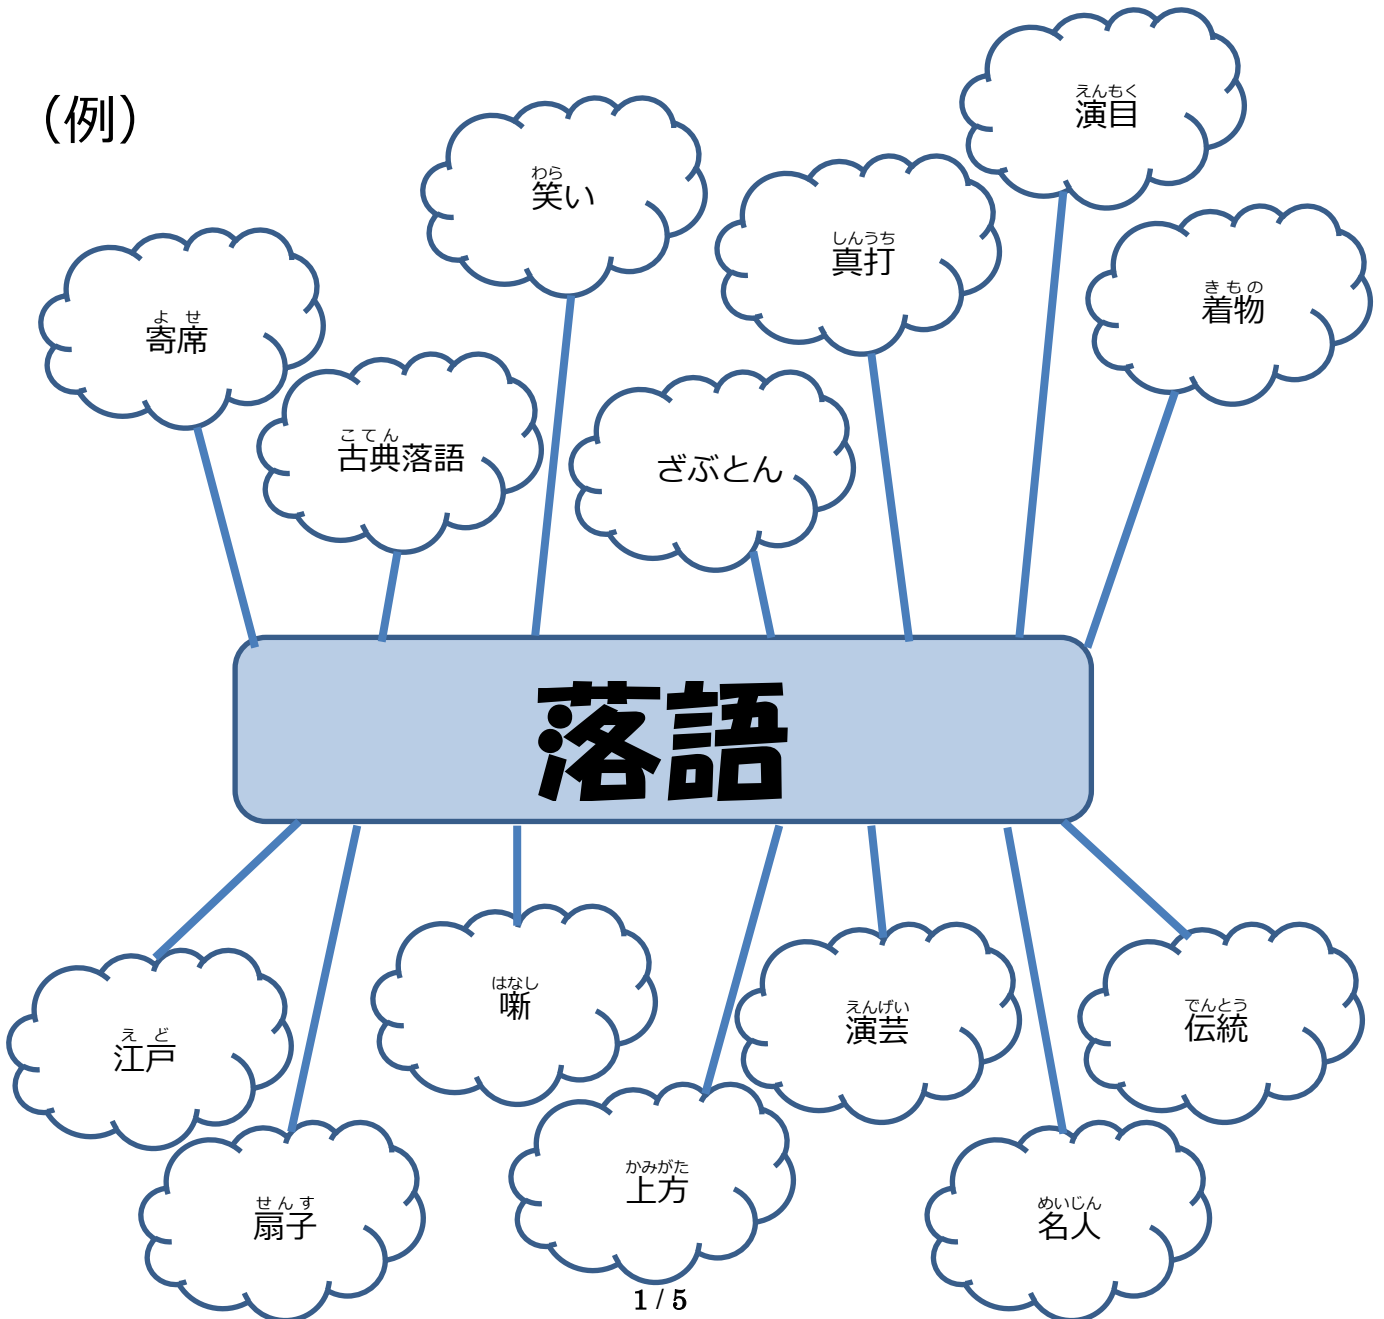 （例）
えんもく
演目
わら
笑い
しんうち
真打
きもの
着物
よせ
寄席
こてん
古典落語
ざぶとん
落語
はなし
噺
えんげい
演芸
でんとう
伝統
えど
江戸
かみがた
上方
せんす
扇子
めいじん
名人
1 / 5